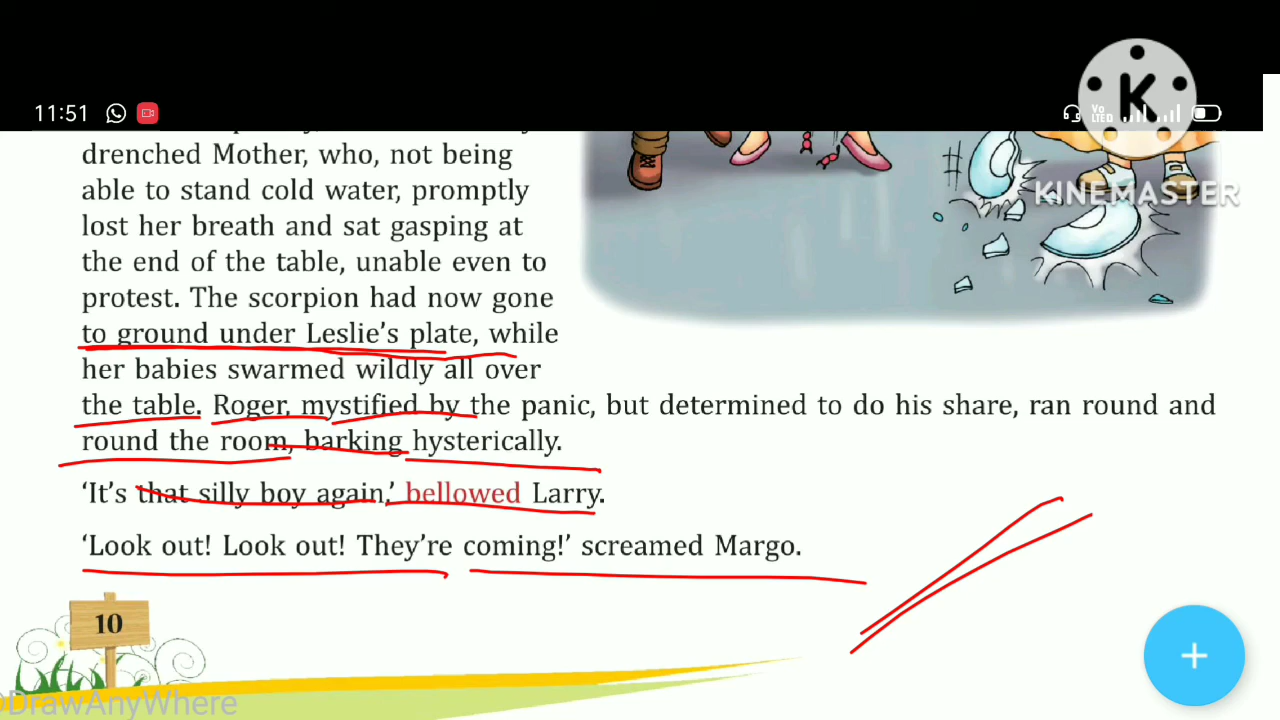 11:51
Vo
LTED
K
KINEMASTER
drenched Mother, who, not being
able to stand cold water, promptly
lost her breath and sat gasping at
the end of the table, unable even to
protest. The scorpion had now gone
to ground under Leslie's plate, while
her babies swarmed wildly all over
the table. Roger, mystified by the panic, but determined to do his share, ran round and
round the room, barking hysterically.
'It's that silly boy again,' bellowed Larry.
'Look out! Look out! They're coming!' screamed Margo.
10
DrawAnyWhere